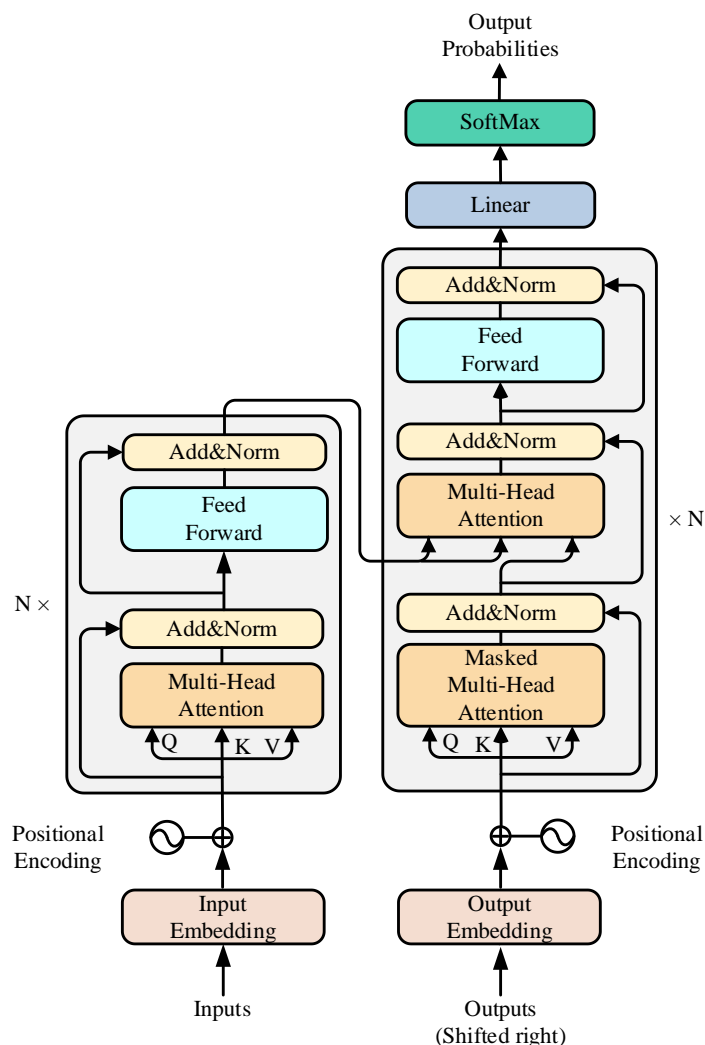 Output
Probabilities
SoftMax
Linear
Add&Norm
Feed
Forward
Add&Norm
Multi-Head
Attention
× N
Add&Norm
Masked
Multi-Head
Attention
Q K V
Add&Norm
Feed
Forward
N ×
Add&Norm
Multi-Head
Attention
Q K V
Positional
Encoding
Positional
Encoding
Input
Embedding
Output
Embedding
Inputs
Outputs
(Shifted right)